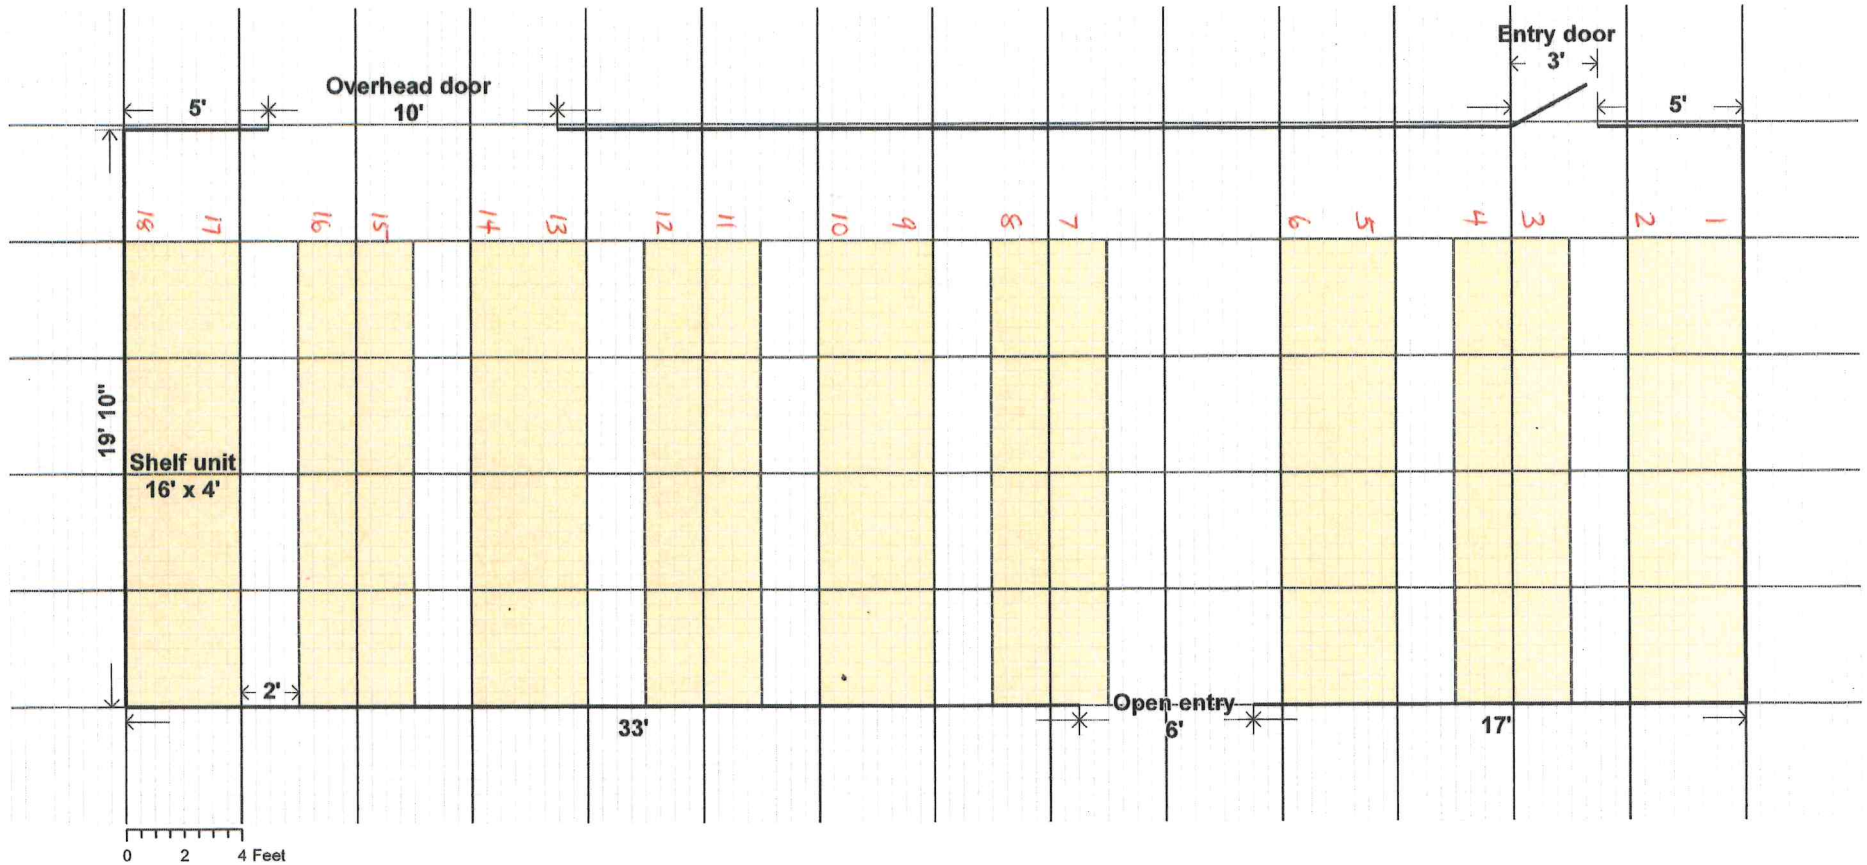 Entry door
3'
Overhead door
10'
5'
5'
18 17 16 15 14 13 12 11 10 9 8 7 6 5 4 3 2 1
19' 10"
Shelf unit
16' x 4'
2'
Open entry
6'
33'
17'
0 2 4 Feet